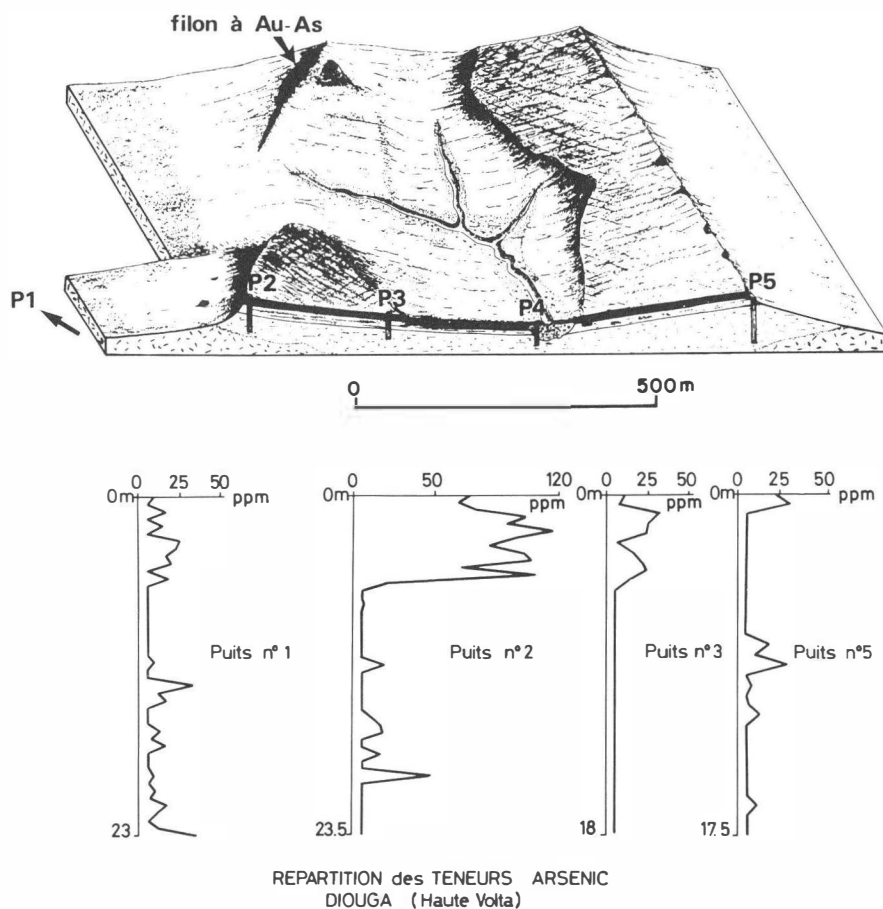 filon à Au-As
P1
P2
P3
P4
P5
0 500m
0 25 50
0m ppm
Puits n° 1
23
0 50 120
0m ppm
Puits n° 2
23.5
0 25 50
0m ppm
Puits n° 3
18
0 25 50
0m ppm
Puits n° 5
17.5
REPARTITION des TENEURS ARSENIC
DIOUGA (Haute Volta)